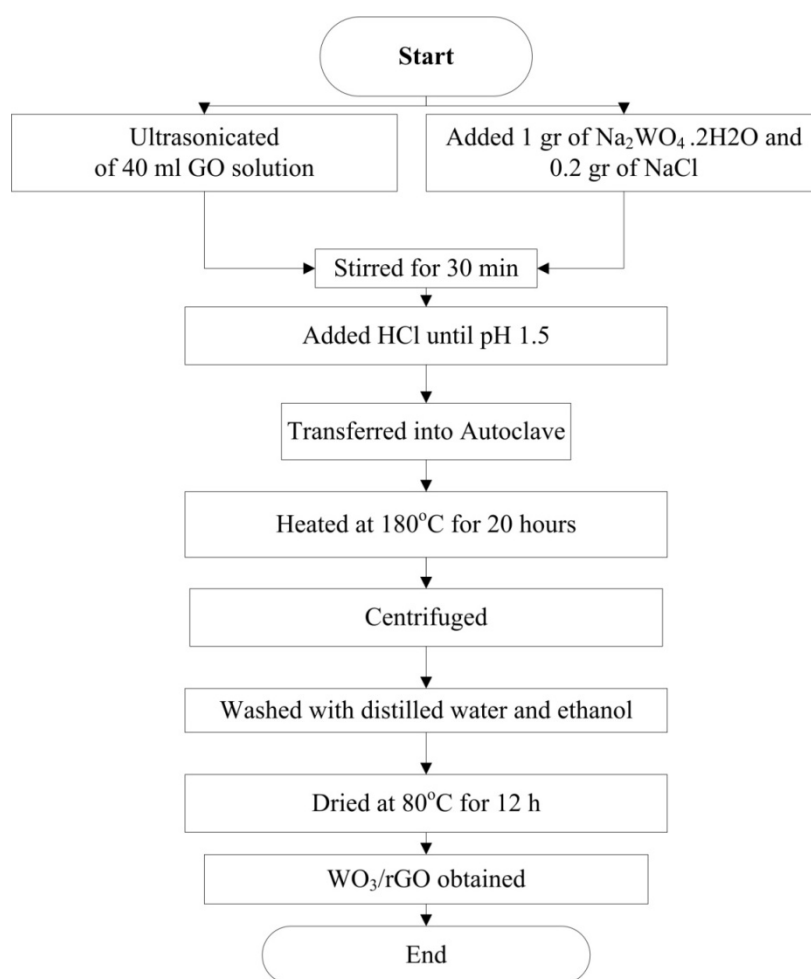 Start
Ultrasonicated
of 40 ml GO solution
Added 1 gr of Na₂WO₄ .2H2O and
0.2 gr of NaCl
Stirred for 30 min
Added HCl until pH 1.5
Transferred into Autoclave
Heated at 180°C for 20 hours
Centrifuged
Washed with distilled water and ethanol
Dried at 80°C for 12 h
WO₃/rGO obtained
End